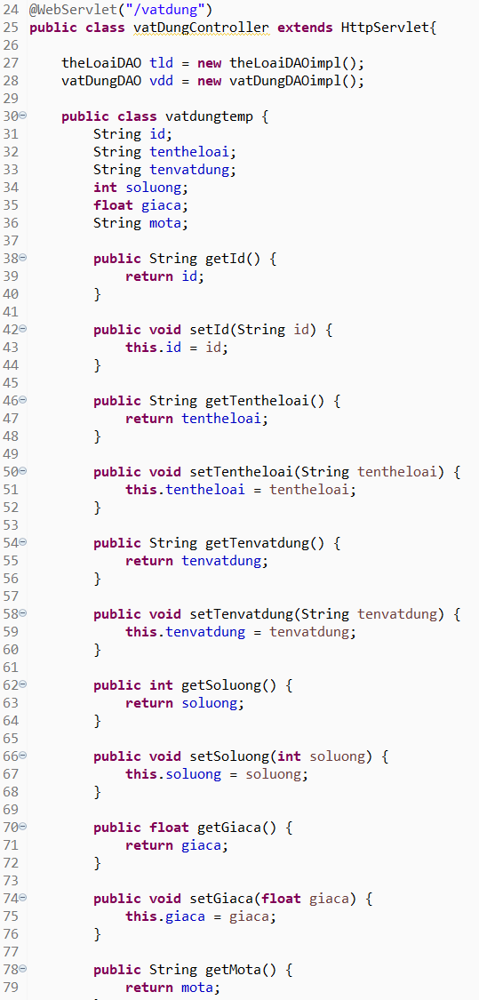 24 @WebServlet("/vatdung")
25 public class vatDungController extends HttpServlet{
26
27     theLoaiDAO tld = new theLoaiDAOimpl();
28     vatDungDAO vdd = new vatDungDAOimpl();
29
30     public class vatdungtemp {
31         String id;
32         String tentheloai;
33         String tenvatdung;
34         int soluong;
35         float giaca;
36         String mota;
37
38         public String getId() {
39             return id;
40         }
41
42         public void setId(String id) {
43             this.id = id;
44         }
45
46         public String getTentheloai() {
47             return tentheloai;
48         }
49
50         public void setTentheloai(String tentheloai) {
51             this.tentheloai = tentheloai;
52         }
53
54         public String getTenvatdung() {
55             return tenvatdung;
56         }
57
58         public void setTenvatdung(String tenvatdung) {
59             this.tenvatdung = tenvatdung;
60         }
61
62         public int getSoluong() {
63             return soluong;
64         }
65
66         public void setSoluong(int soluong) {
67             this.soluong = soluong;
68         }
69
70         public float getGiaca() {
71             return giaca;
72         }
73
74         public void setGiaca(float giaca) {
75             this.giaca = giaca;
76         }
77
78         public String getMota() {
79             return mota;